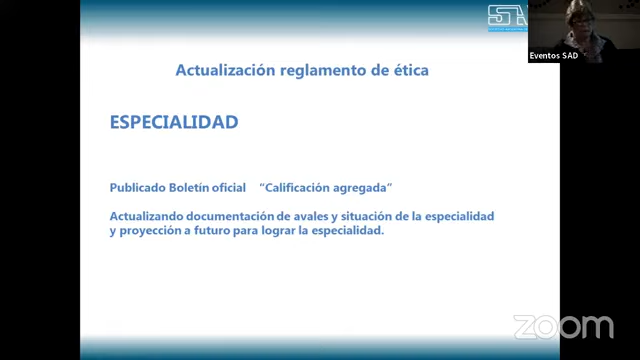 Actualización reglamento de ética
Eventos SAD
ESPECIALIDAD
Publicado Boletín oficial “Calificación agregada”
Actualizando documentación de avales y situación de la especialidad
y proyección a futuro para lograr la especialidad.
zoom